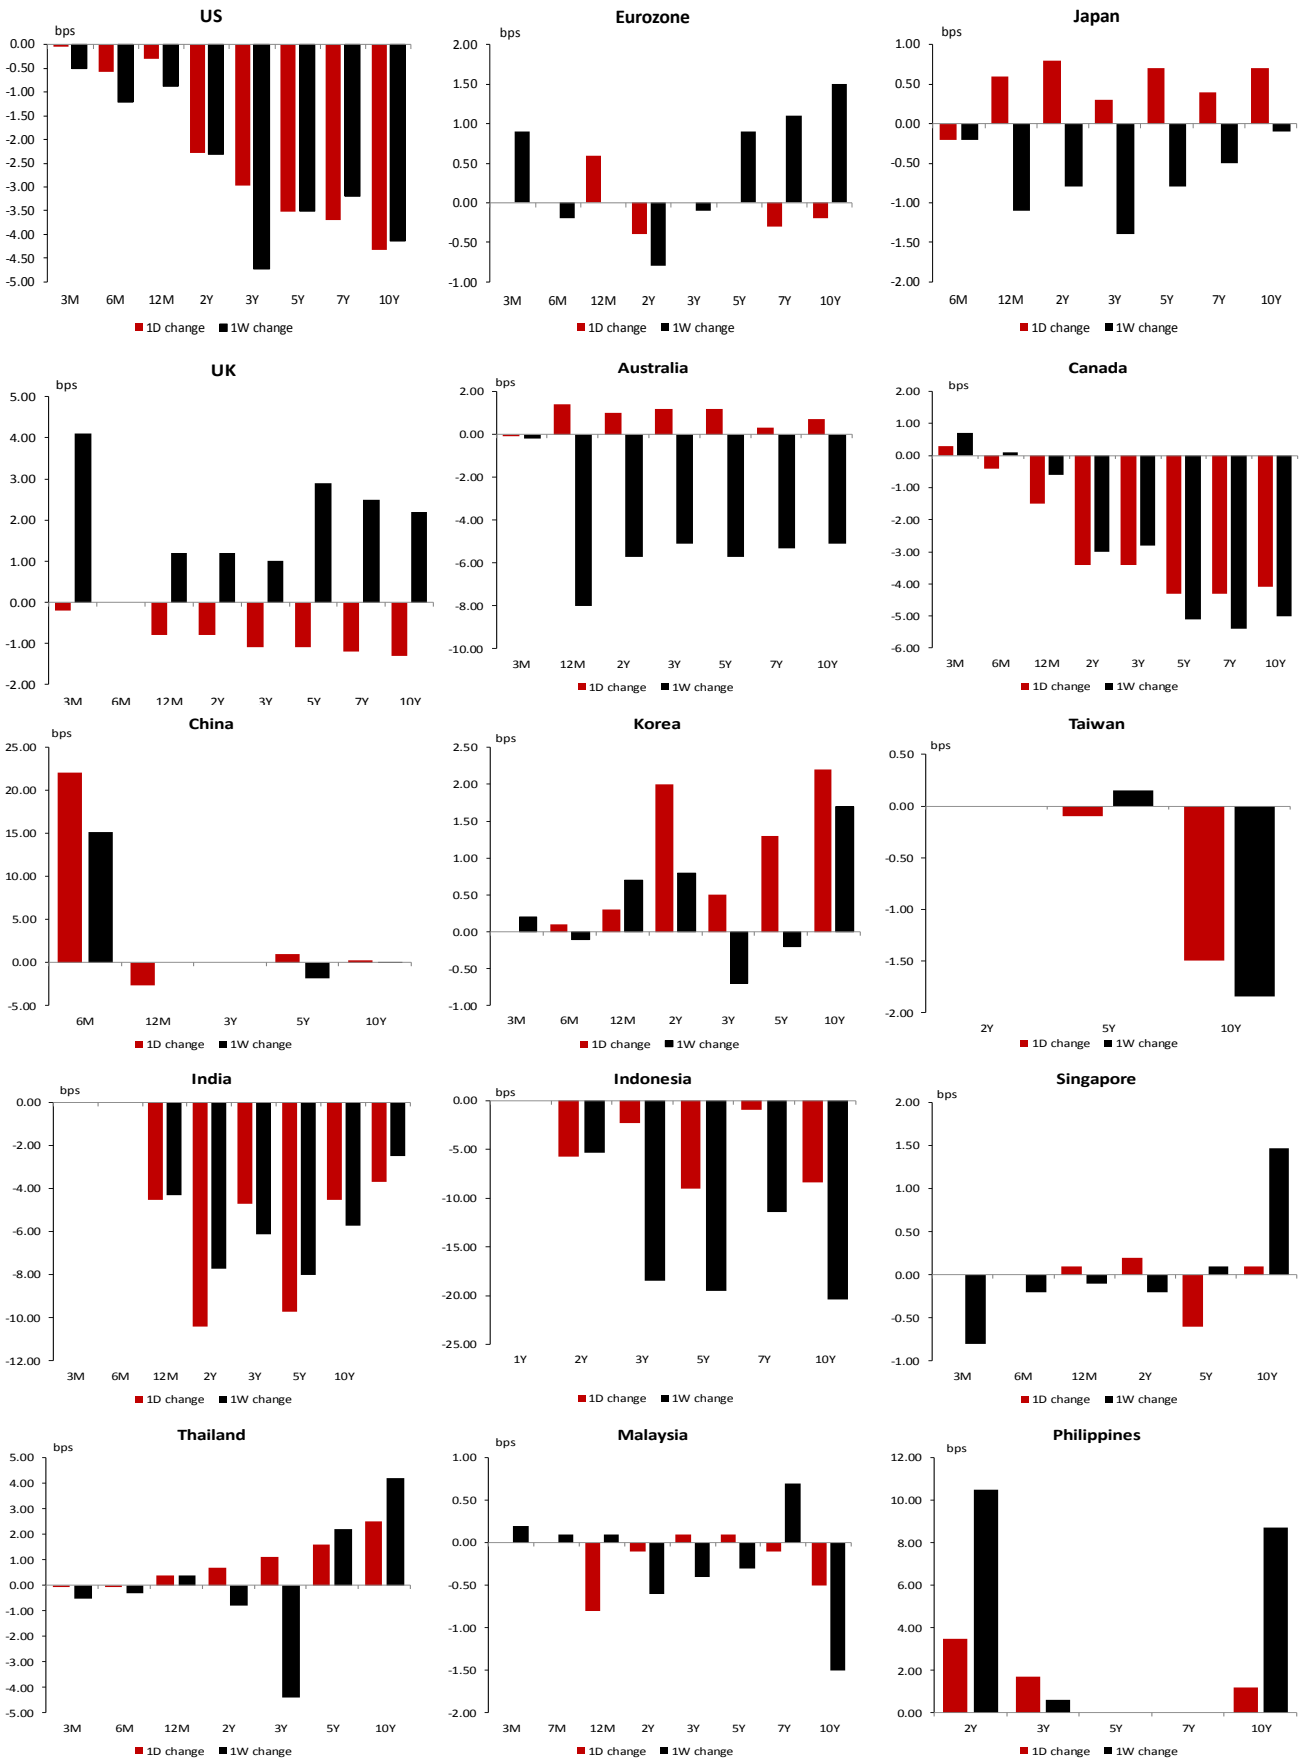 US
bps
0.00
-0.50
-1.00
-1.50
-2.00
-2.50
-3.00
-3.50
-4.00
-4.50
-5.00
3M 6M 12M 2Y 3Y 5Y 7Y 10Y
1D change 1W change
Eurozone
bps
2.00
1.50
1.00
0.50
0.00
-0.50
-1.00
3M 6M 12M 2Y 3Y 5Y 7Y 10Y
1D change 1W change
Japan
bps
1.00
0.50
0.00
-0.50
-1.00
-1.50
-2.00
6M 12M 2Y 3Y 5Y 7Y 10Y
1D change 1W change
UK
bps
5.00
4.00
3.00
2.00
1.00
0.00
-1.00
-2.00
3M 6M 12M 2Y 3Y 5Y 7Y 10Y
Australia
bps
2.00
0.00
-2.00
-4.00
-6.00
-8.00
-10.00
3M 12M 2Y 3Y 5Y 7Y 10Y
1D change 1W change
Canada
bps
2.00
1.00
0.00
-1.00
-2.00
-3.00
-4.00
-5.00
-6.00
3M 6M 12M 2Y 3Y 5Y 7Y 10Y
1D change 1W change
China
bps
25.00
20.00
15.00
10.00
5.00
0.00
-5.00
6M 12M 3Y 5Y 10Y
1D change 1W change
Korea
bps
2.50
2.00
1.50
1.00
0.50
0.00
-0.50
-1.00
3M 6M 12M 2Y 3Y 5Y 10Y
1D change 1W change
Taiwan
bps
0.50
0.00
-0.50
-1.00
-1.50
-2.00
2Y 5Y 10Y
1D change 1W change
India
bps
0.00
-2.00
-4.00
-6.00
-8.00
-10.00
-12.00
3M 6M 12M 2Y 3Y 5Y 10Y
1D change 1W change
Indonesia
bps
0.00
-5.00
-10.00
-15.00
-20.00
-25.00
1Y 2Y 3Y 5Y 7Y 10Y
1D change 1W change
Singapore
bps
2.00
1.50
1.00
0.50
0.00
-0.50
-1.00
3M 6M 12M 2Y 5Y 10Y
1D change 1W change
Thailand
bps
5.00
4.00
3.00
2.00
1.00
0.00
-1.00
-2.00
-3.00
-4.00
-5.00
3M 6M 12M 2Y 3Y 5Y 10Y
1D change 1W change
Malaysia
bps
1.00
0.50
0.00
-0.50
-1.00
-1.50
-2.00
3M 7M 12M 2Y 3Y 5Y 7Y 10Y
1D change 1W change
Philippines
bps
12.00
10.00
8.00
6.00
4.00
2.00
0.00
2Y 3Y 5Y 7Y 10Y
1D change 1W change